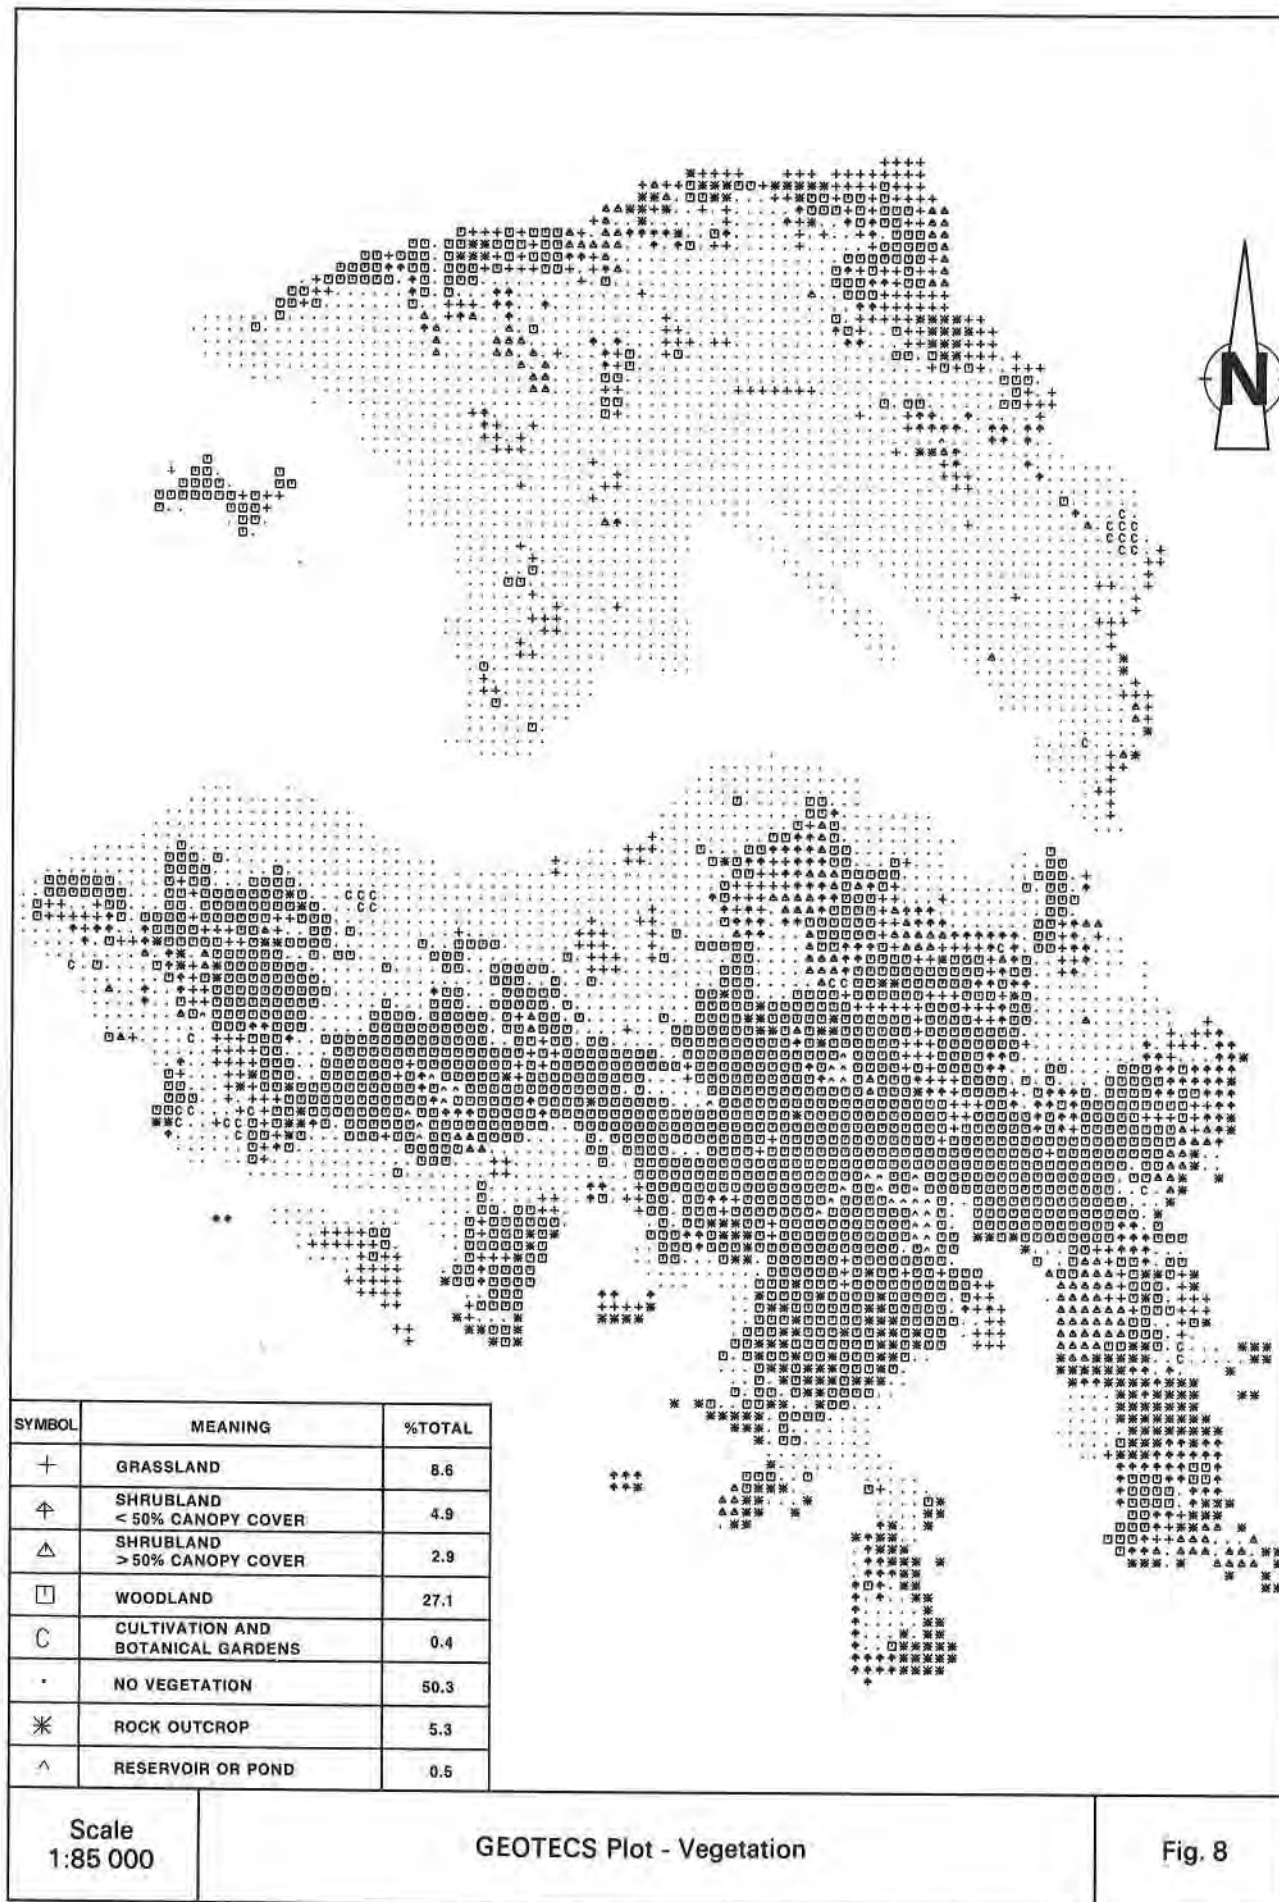 N
SYMBOL MEANING %TOTAL
+ GRASSLAND 8.6
SHRUBLAND
< 50% CANOPY COVER 4.9
SHRUBLAND
> 50% CANOPY COVER 2.9
WOODLAND 27.1
C CULTIVATION AND
BOTANICAL GARDENS 0.4
· NO VEGETATION 50.3
ROCK OUTCROP 5.3
^ RESERVOIR OR POND 0.5
Scale
1:85 000
GEOTECS Plot - Vegetation
Fig. 8